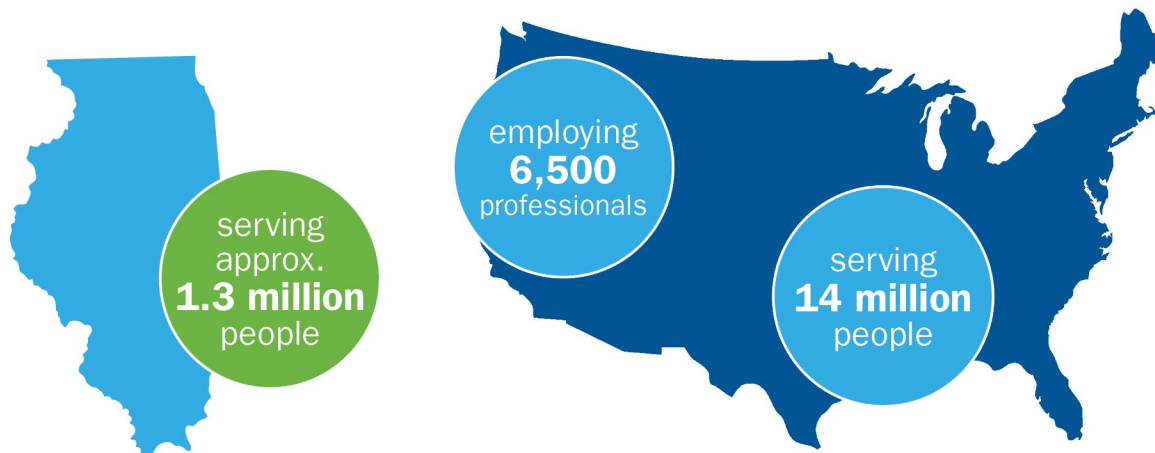 serving
approx.
1.3 million
people
employing
6,500
professionals
serving
14 million
people